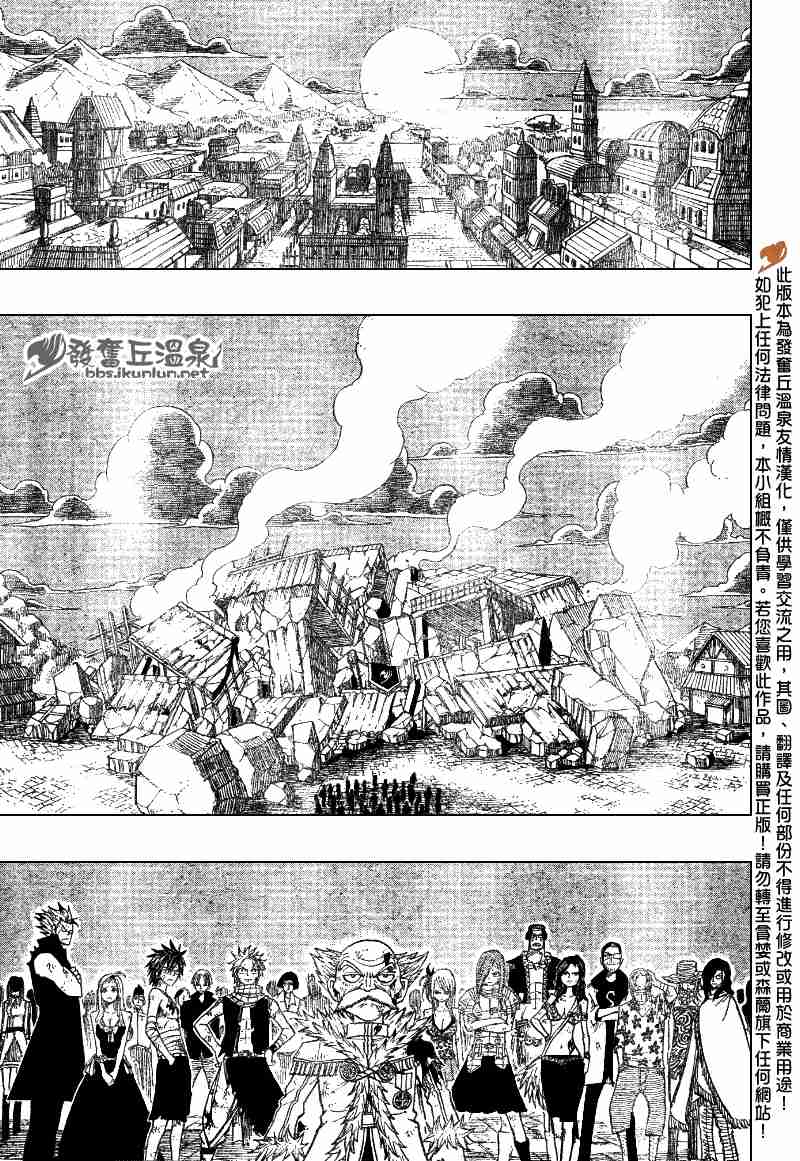 發奮丘溫泉
bbs.ikunlun.net
此版本為發奮丘溫泉友情漢化，僅供學習交流之用，其圖、翻譯及任何部份不得進行修改或用於商業用途！
如犯上任何法律問題，本小組概不負責。若您喜歡此作品，請購買正版！請勿轉至貪婪或森蘭旗下任何網站！